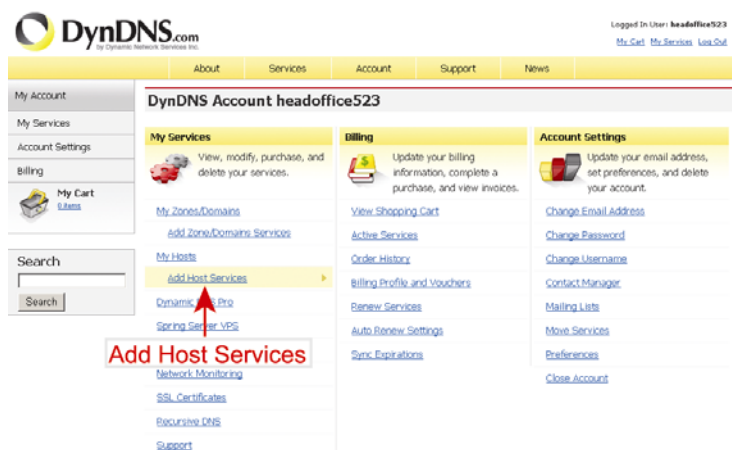 DynDNS.com
by Dynamic Network Services Inc.
Logged In User: headoffice523
My Cart My Services Log Out
About Services Account Support News
My Account
My Services
Account Settings
Billing
My Cart
0 items
Search
Search
DynDNS Account headoffice523
My Services
View, modify, purchase, and
delete your services.
My Zones/Domains
Add Zone/Domains Services
My Hosts
Add Host Services
Dynamic Pro
Spring Server VPS
Add Host Services
Network Monitoring
SSL Certificates
Recursive DNS
Support
Billing
Update your billing
information, complete a
purchase, and view invoices.
View Shopping Cart
Active Services
Order History
Billing Profile and Vouchers
Renew Services
Auto Renew Settings
Sync Expirations
Account Settings
Update your email address,
set preferences, and delete
your account.
Change Email Address
Change Password
Change Username
Contact Manager
Mailing Lists
Move Services
Preferences
Close Account